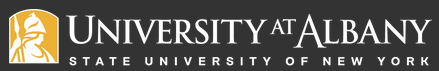 UNIVERSITY AT ALBANY
STATE UNIVERSITY OF NEW YORK